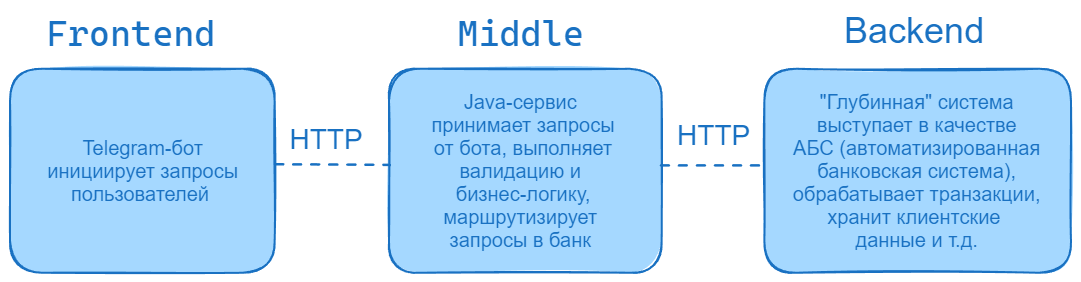 Frontend
Telegram-бот
инициирует запросы
пользователей
HTTP
Middle
Java-сервис
принимает запросы
от бота, выполняет
валидацию и
бизнес-логику,
маршрутизирует
запросы в банк
HTTP
Backend
"Глубинная" система
выступает в качестве
АБС (автоматизированная
банковская система),
обрабатывает транзакции,
хранит клиентские
данные и т.д.